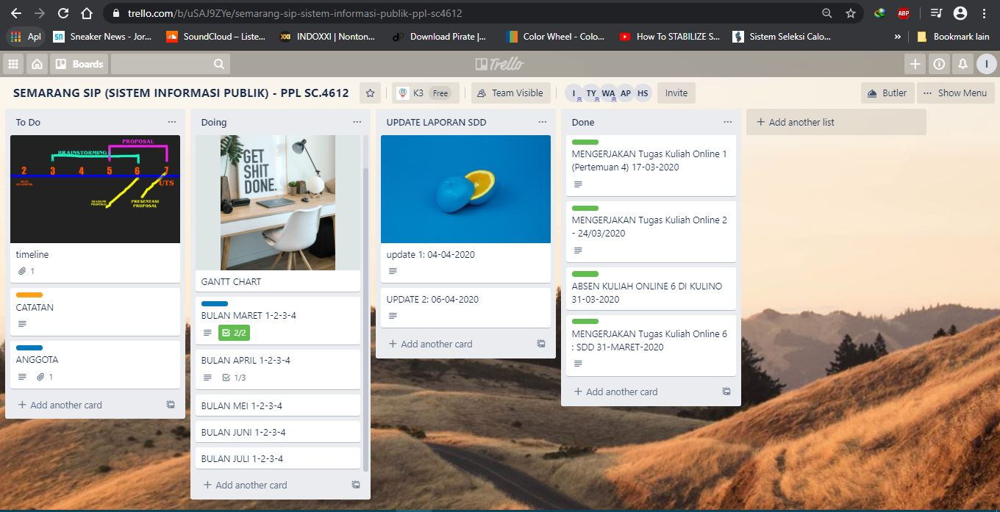 trello.com/b/uSAJ9ZYe/semarang-sip-sistem-informasi-publik-ppl-sc4612
ABP
Apl
Sneaker News - Jor...
SoundCloud – Liste...
INDOXXI | Nonton...
Download Pirate |...
Color Wheel - Colo...
How To STABILIZE S...
Sistem Seleksi Calo...
»
Bookmark lain
Boards
Trello
I
SEMARANG SIP (SISTEM INFORMASI PUBLIK) - PPL SC.4612
K3 Free
Team Visible
I TY WA AP HS
Invite
Butler
Show Menu
To Do
PROPOSAL
BRAINSTORMING
2 3 4 5 6 7
UTS
DEADLINE
PROPOSAL
PRESENTASI
PROPOSAL
timeline
1
CATATAN
ANGGOTA
1
+ Add another card
Doing
GET
SHIT
DONE.
GANTT CHART
BULAN MARET 1-2-3-4
2/2
BULAN APRIL 1-2-3-4
1/3
BULAN MEI 1-2-3-4
BULAN JUNI 1-2-3-4
BULAN JULI 1-2-3-4
+ Add another card
UPDATE LAPORAN SDD
update 1: 04-04-2020
UPDATE 2: 06-04-2020
+ Add another card
Done
MENGERJAKAN Tugas Kuliah Online 1
(Pertemuan 4) 17-03-2020
MENGERJAKAN Tugas Kuliah Online 2
- 24/03/2020
ABSEN KULIAH ONLINE 6 DI KULINO
31-03-2020
MENGERJAKAN Tugas Kuliah Online 6
: SDD 31-MARET-2020
+ Add another card
+ Add another list